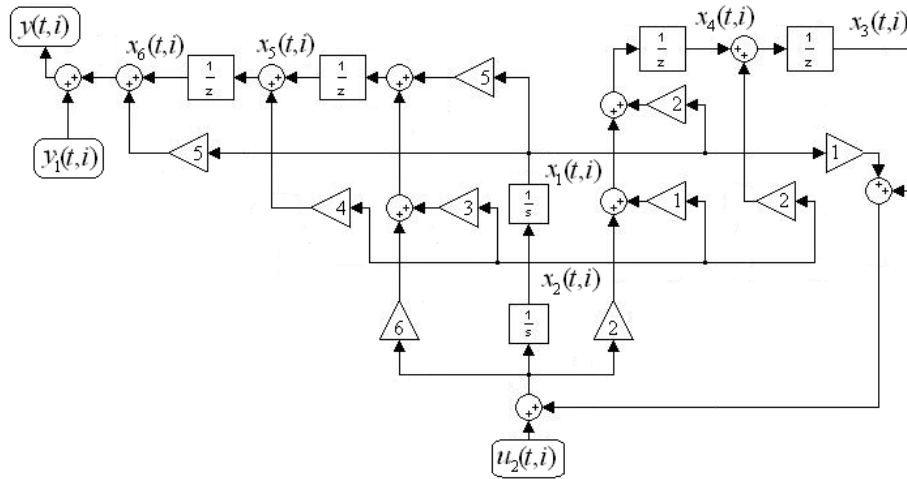 y(t,i)
x₆(t,i)
x₅(t,i)
x₄(t,i)
x₃(t,i)
1/z
1/z
5
1/z
1/z
2
y₁(t,i)
5
1
1/s
x₁(t,i)
4
3
1
2
x₂(t,i)
6
1/s
2
u₂(t,i)